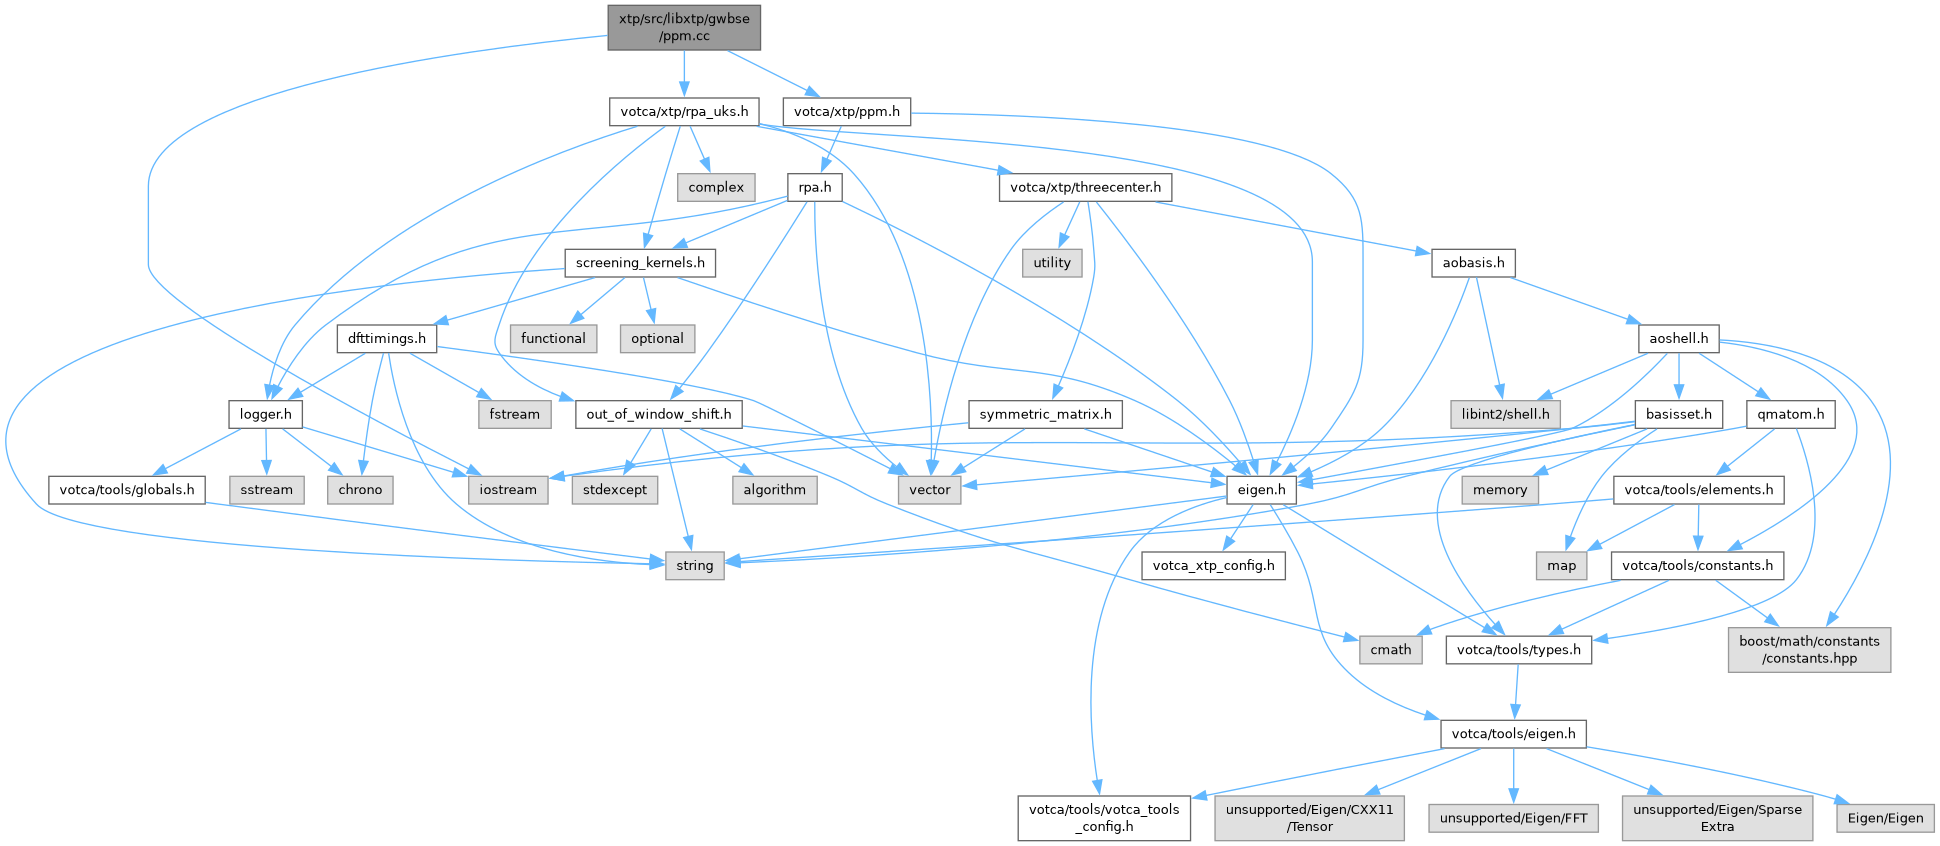 xtp/src/libxtp/gwbse
/ppm.cc
votca/xtp/rpa_uks.h
votca/xtp/ppm.h
complex
rpa.h
votca/xtp/threecenter.h
screening_kernels.h
utility
aobasis.h
dfttimings.h
functional
optional
aoshell.h
logger.h
fstream
out_of_window_shift.h
symmetric_matrix.h
libint2/shell.h
basisset.h
qmatom.h
votca/tools/globals.h
sstream
chrono
iostream
stdexcept
algorithm
vector
eigen.h
memory
votca/tools/elements.h
string
votca_xtp_config.h
map
votca/tools/constants.h
cmath
votca/tools/types.h
boost/math/constants
/constants.hpp
votca/tools/eigen.h
votca/tools/votca_tools
_config.h
unsupported/Eigen/CXX11
/Tensor
unsupported/Eigen/FFT
unsupported/Eigen/Sparse
Extra
Eigen/Eigen